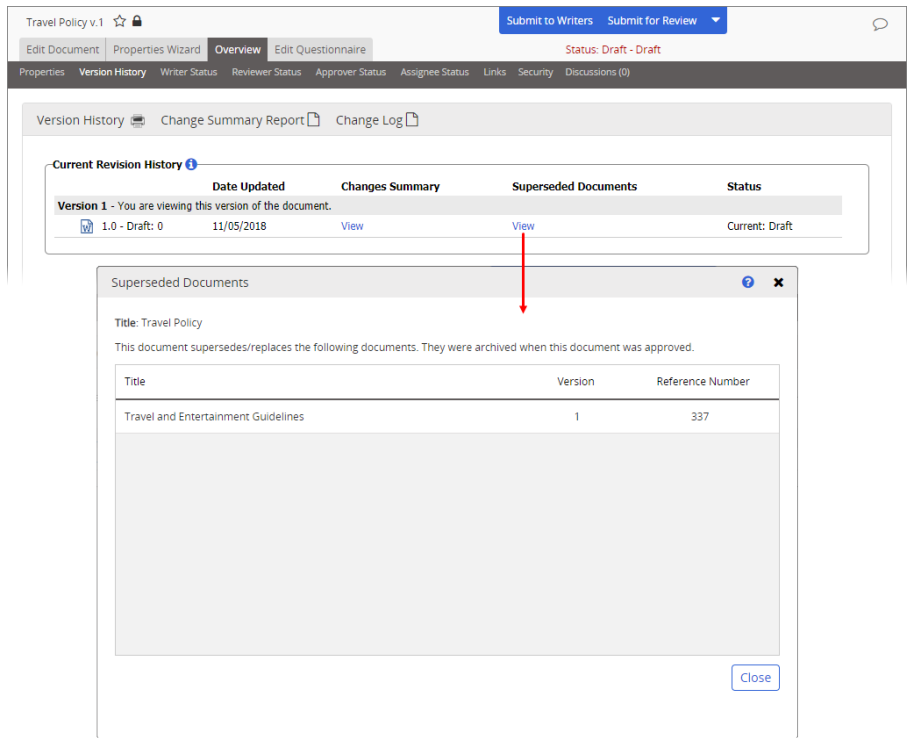 Travel Policy v.1
Submit to Writers Submit for Review
Edit Document Properties Wizard Overview Edit Questionnaire
Status: Draft - Draft
Properties Version History Writer Status Reviewer Status Approver Status Assignee Status Links Security Discussions (0)
Version History Change Summary Report Change Log
Current Revision History
Date Updated Changes Summary Superseded Documents Status
Version 1 - You are viewing this version of the document.
1.0 - Draft: 0 11/05/2018 View View Current: Draft
Superseded Documents
Title: Travel Policy
This document supersedes/replaces the following documents. They were archived when this document was approved.
Title Version Reference Number
Travel and Entertainment Guidelines 1 337
Close